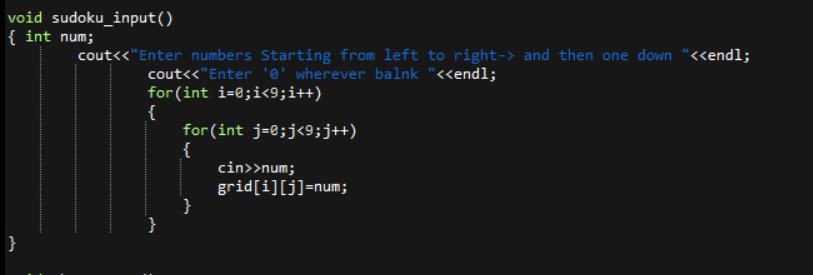 void sudoku_input()
{ int num;
cout<<"Enter numbers Starting from left to right-> and then one down "<<endl;
cout<<"Enter '0' wherever balnk "<<endl;
for(int i=0;i<9;i++)
{
for(int j=0;j<9;j++)
{
cin>>num;
grid[i][j]=num;
}
}
}